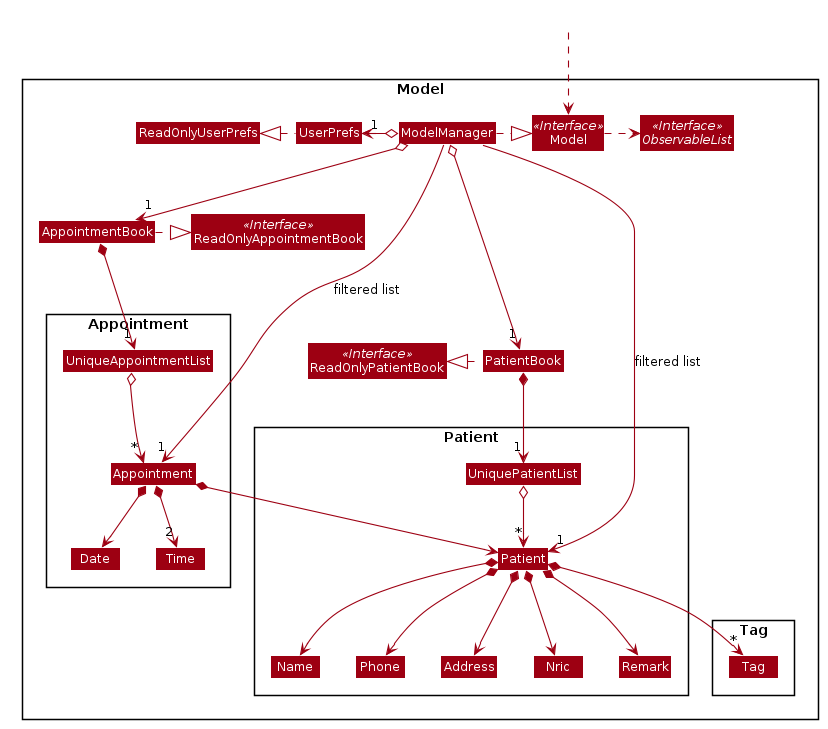 Model
«Interface»
Model
«Interface»
ObservableList
ReadOnlyUserPrefs
UserPrefs
1
ModelManager
1
AppointmentBook
«Interface»
ReadOnlyAppointmentBook
filtered list
Appointment
1
UniqueAppointmentList
«Interface»
ReadOnlyPatientBook
1
PatientBook
filtered list
Patient
*
1
Appointment
1
UniquePatientList
2
Date
Time
*
1
Patient
Tag
*
Name
Phone
Address
Nric
Remark
Tag